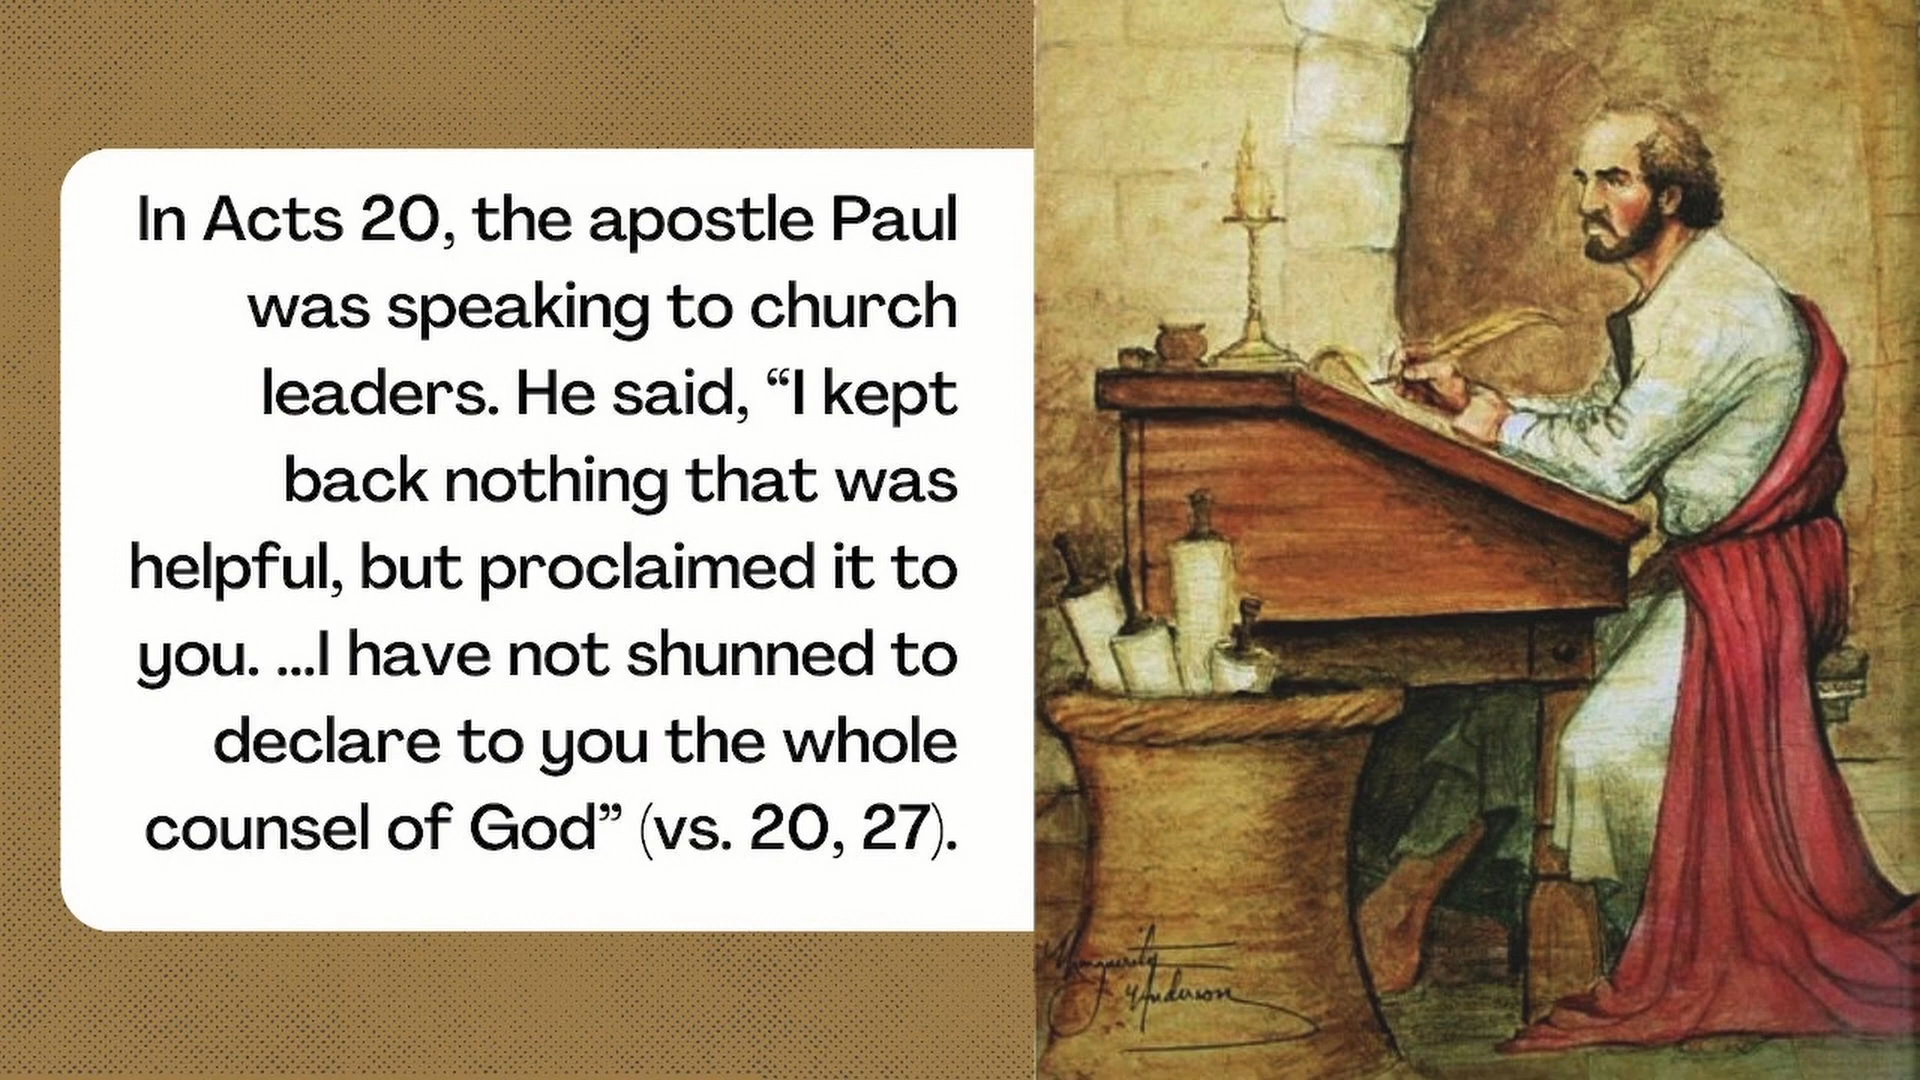 In Acts 20, the apostle Paul
was speaking to church
leaders. He said, “I kept
back nothing that was
helpful, but proclaimed it to
you. ...I have not shunned to
declare to you the whole
counsel of God” (vs. 20, 27).
Anderson